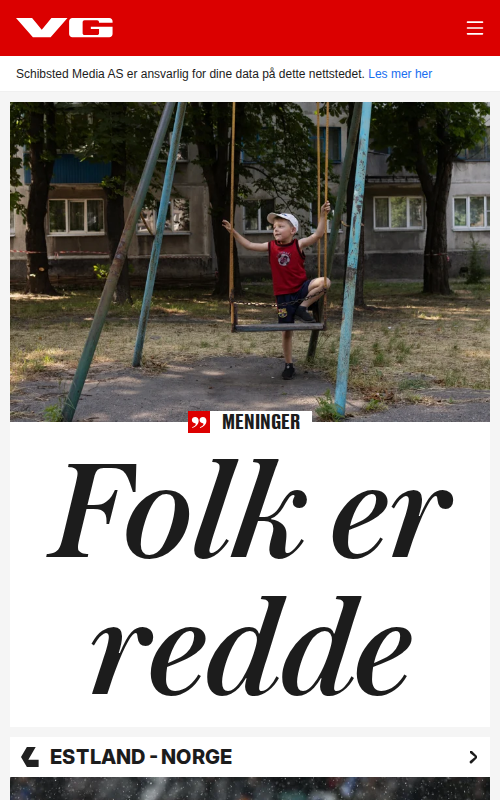 VG
Schibsted Media AS er ansvarlig for dine data på dette nettstedet. Les mer her
MENINGER
Folk er
redde
ESTLAND - NORGE